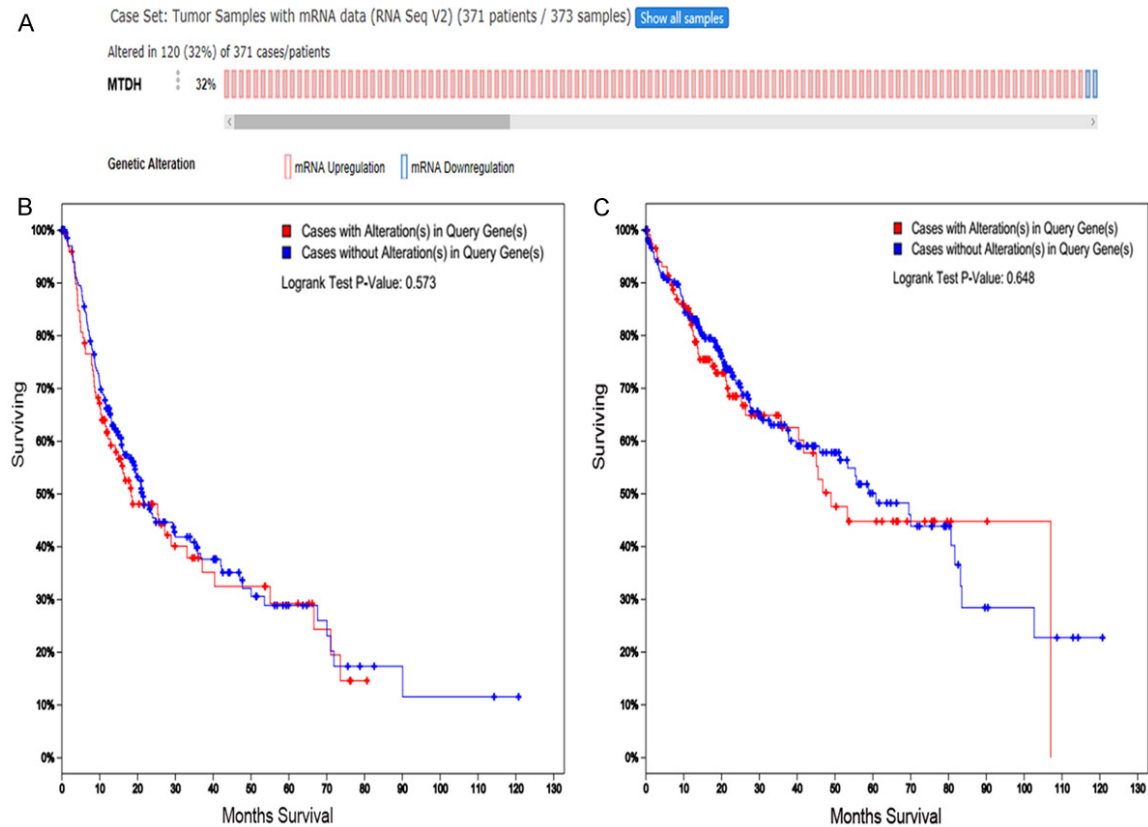 A
Case Set: Tumor Samples with mRNA data (RNA Seq V2) (371 patients / 373 samples) Show all samples
Altered in 120 (32%) of 371 cases/patients
MTDH 32%
Genetic Alteration mRNA Upregulation mRNA Downregulation
B
Cases with Alteration(s) in Query Gene(s)
Cases without Alteration(s) in Query Gene(s)
Logrank Test P-Value: 0.573
100%
90%
80%
70%
60%
50%
40%
30%
20%
10%
0%
Surviving
0 10 20 30 40 50 60 70 80 90 100 110 120 130
Months Survival
C
Cases with Alteration(s) in Query Gene(s)
Cases without Alteration(s) in Query Gene(s)
Logrank Test P-Value: 0.648
100%
90%
80%
70%
60%
50%
40%
30%
20%
10%
0%
Surviving
0 10 20 30 40 50 60 70 80 90 100 110 120 130
Months Survival